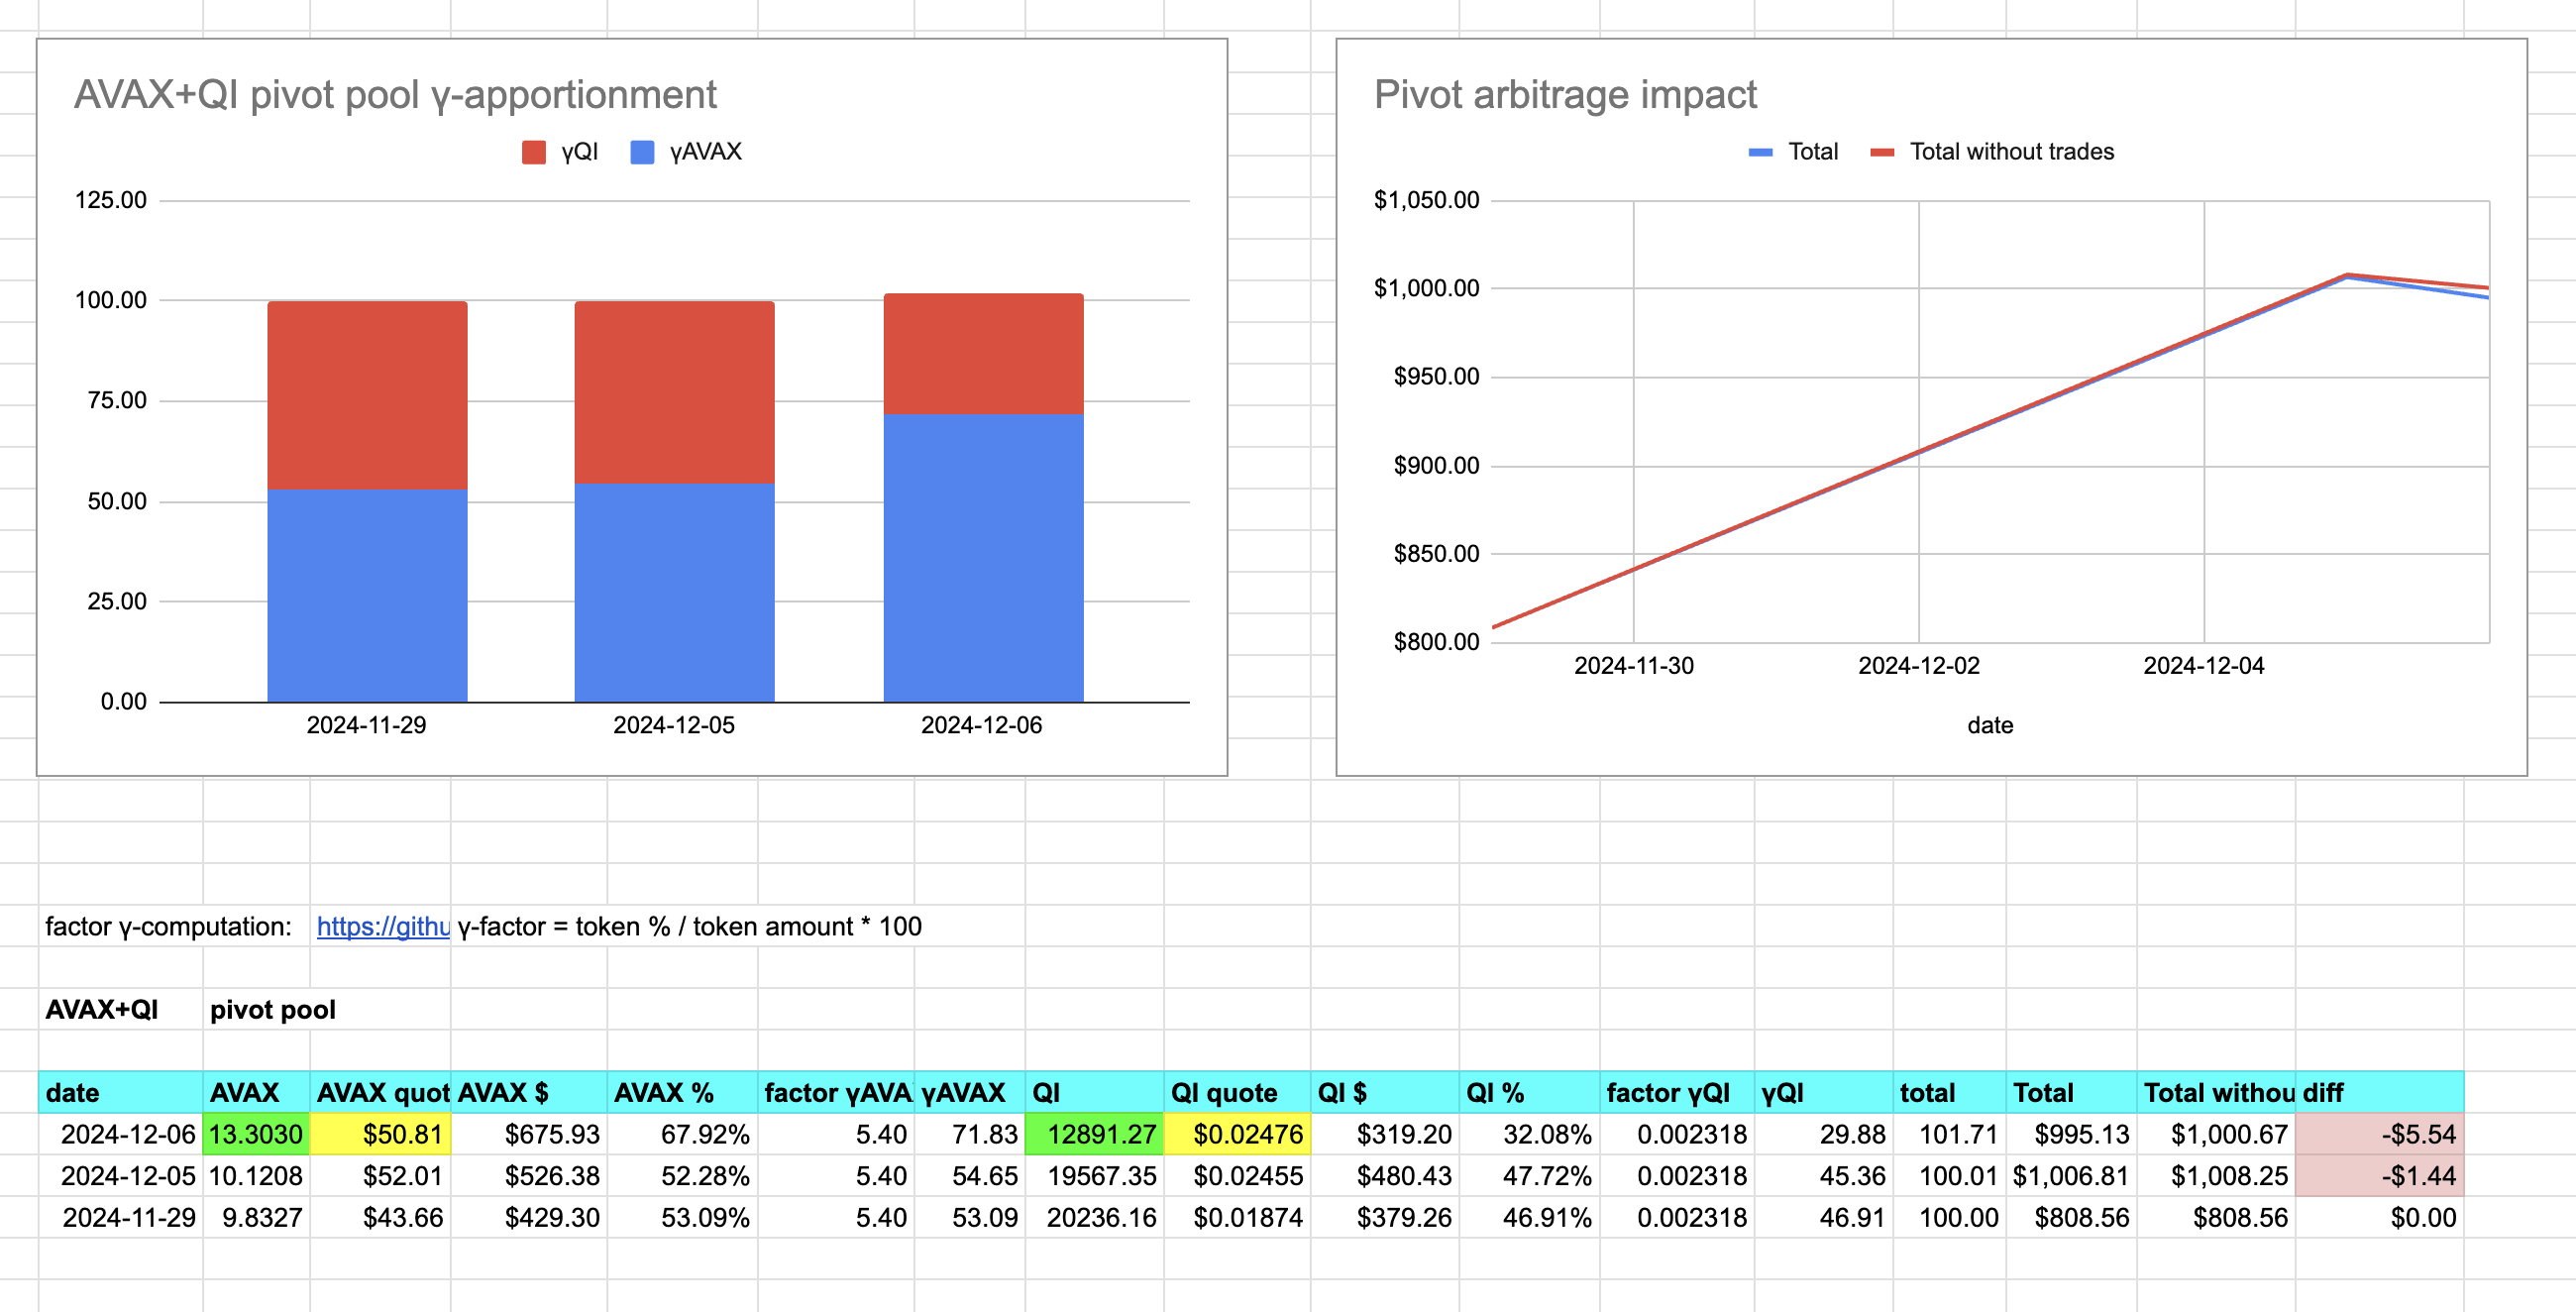 AVAX+QI pivot pool γ-apportionment
γQI γAVAX
125.00
100.00
75.00
50.00
25.00
0.00
2024-11-29 2024-12-05 2024-12-06
Pivot arbitrage impact
Total Total without trades
$1,050.00
$1,000.00
$950.00
$900.00
$850.00
$800.00
2024-11-30 2024-12-02 2024-12-04
date
factor γ-computation: https://githu γ-factor = token % / token amount * 100
AVAX+QI pivot pool
date AVAX AVAX quot AVAX $ AVAX % factor γAVA γAVAX QI QI quote QI $ QI % factor γQI γQI total Total Total withou diff
2024-12-06 13.3030 $50.81 $675.93 67.92% 5.40 71.83 12891.27 $0.02476 $319.20 32.08% 0.002318 29.88 101.71 $995.13 $1,000.67 -$5.54
2024-12-05 10.1208 $52.01 $526.38 52.28% 5.40 54.65 19567.35 $0.02455 $480.43 47.72% 0.002318 45.36 100.01 $1,006.81 $1,008.25 -$1.44
2024-11-29 9.8327 $43.66 $429.30 53.09% 5.40 53.09 20236.16 $0.01874 $379.26 46.91% 0.002318 46.91 100.00 $808.56 $808.56 $0.00